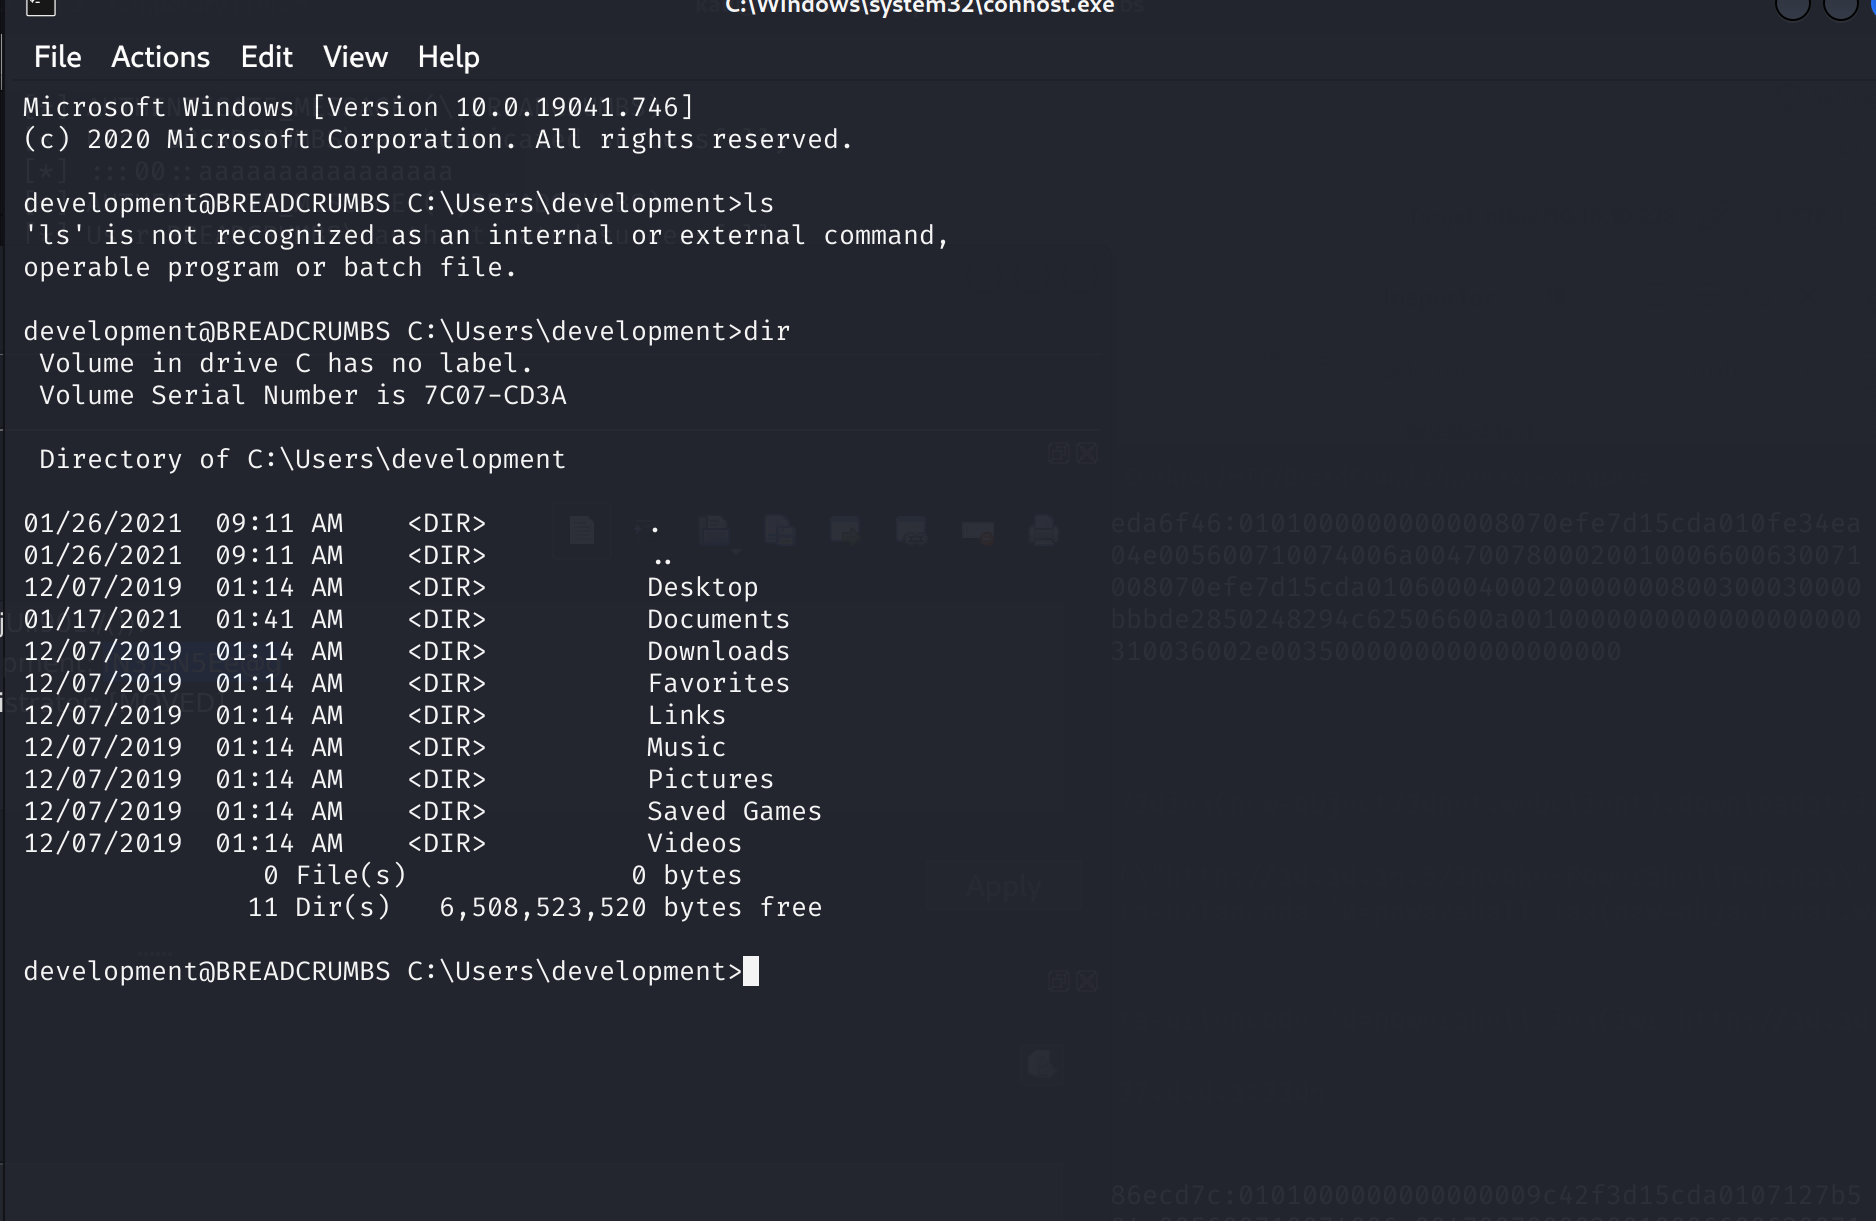 C:\Windows\system32\conhost.exe
File Actions Edit View Help
Microsoft Windows [Version 10.0.19041.746]
(c) 2020 Microsoft Corporation. All rights reserved.
[*] :::00::aaaaaaaaaaaaaaaa
development@BREADCRUMBS C:\Users\development>ls
'ls' is not recognized as an internal or external command,
operable program or batch file.
development@BREADCRUMBS C:\Users\development>dir
Volume in drive C has no label.
Volume Serial Number is 7C07-CD3A
Directory of C:\Users\development
01/26/2021 09:11 AM <DIR> .
01/26/2021 09:11 AM <DIR> ..
12/07/2019 01:14 AM <DIR> Desktop
01/17/2021 01:41 AM <DIR> Documents
12/07/2019 01:14 AM <DIR> Downloads
12/07/2019 01:14 AM <DIR> Favorites
12/07/2019 01:14 AM <DIR> Links
12/07/2019 01:14 AM <DIR> Music
12/07/2019 01:14 AM <DIR> Pictures
12/07/2019 01:14 AM <DIR> Saved Games
12/07/2019 01:14 AM <DIR> Videos
0 File(s) 0 bytes
11 Dir(s) 6,508,523,520 bytes free
development@BREADCRUMBS C:\Users\development>
Apply